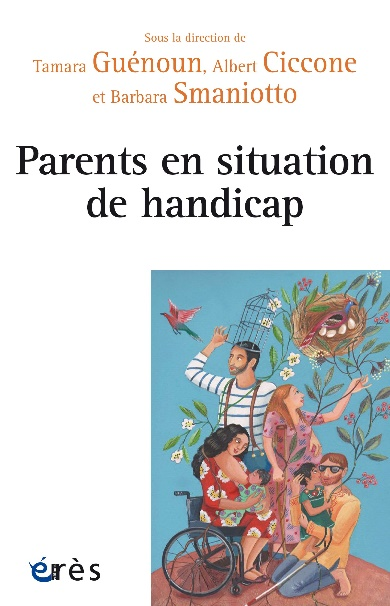 Sous la direction de
Tamara Guénoun, Albert Ciccone
et Barbara Smaniotto
Parents en situation
de handicap
érès